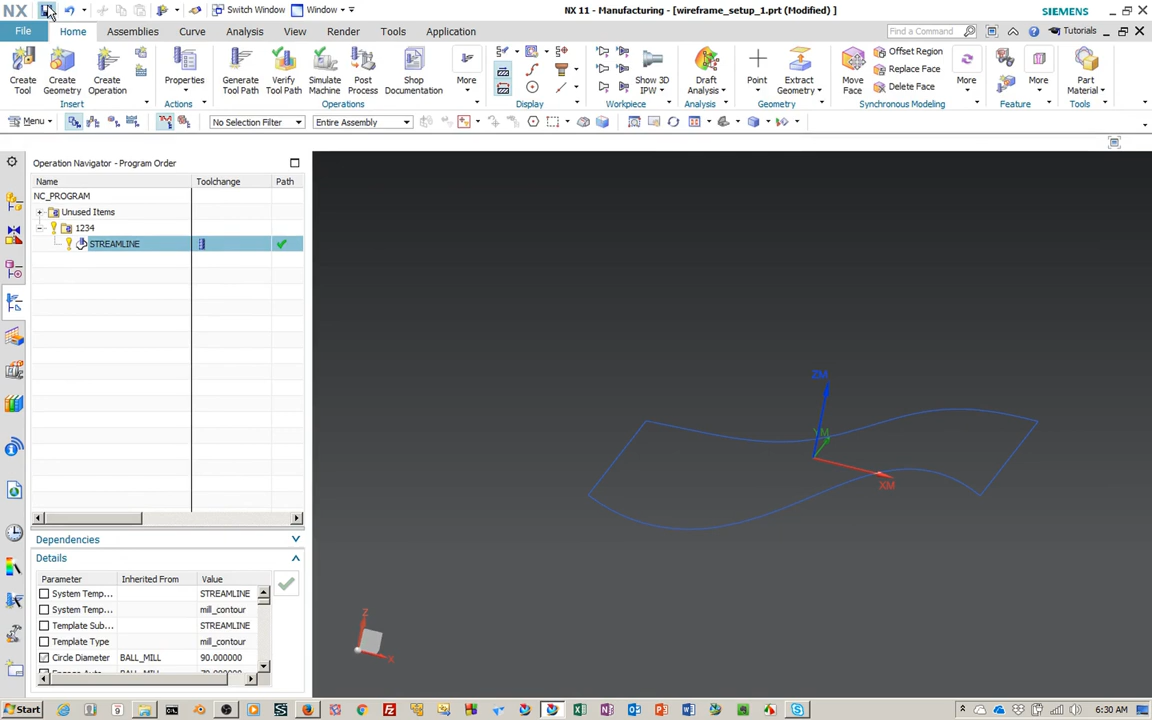 NX Switch Window Window NX 11 - Manufacturing - [wireframe_setup_1.prt (Modified) ] SIEMENS
File Home Assemblies Curve Analysis View Render Tools Application Find a Command Tutorials
Create Tool Create Geometry Create Operation Properties Generate Tool Path Verify Tool Path Simulate Machine Post Process Shop Documentation More Show 3D IPW Draft Analysis Point Extract Geometry Move Face Offset Region Replace Face Delete Face More More Part Material
Insert Actions Operations Display Workpiece Analysis Geometry Synchronous Modeling Feature Tools
Menu No Selection Filter Entire Assembly
Operation Navigator - Program Order
Name Toolchange Path
NC_PROGRAM
Unused Items
1234
STREAMLINE
ZM
YM
XM
Z
X
Dependencies
Details
Parameter Inherited From Value
System Temp... STREAMLINE
System Temp... mill_contour
Template Sub... STREAMLINE
Template Type mill_contour
Circle Diameter BALL_MILL 90.000000
Start 6:30 AM